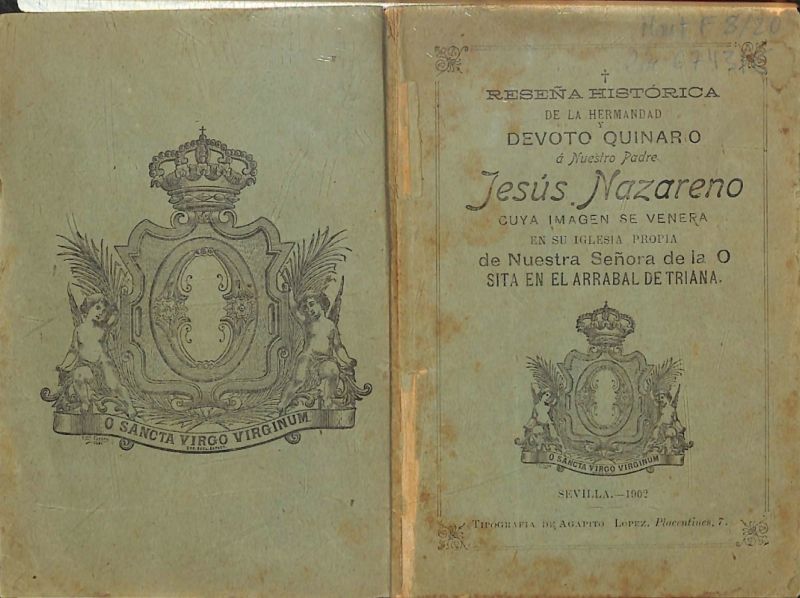 O SANCTA VIRGO VIRGINUM
RESEÑA HISTÓRICA
DE LA HERMANDAD
Y
DEVOTO QUINARIO
á Nuestro Padre
Jesús Nazareno
CUYA IMAGEN SE VENERA
EN SU IGLESIA PROPIA
de Nuestra Señora de la O
SITA EN EL ARRABAL DE TRIANA.
O SANCTA VIRGO VIRGINUM
SEVILLA.—1902
TIPOGRAFÍA DE AGAPITO LÓPEZ, Placentines, 7.